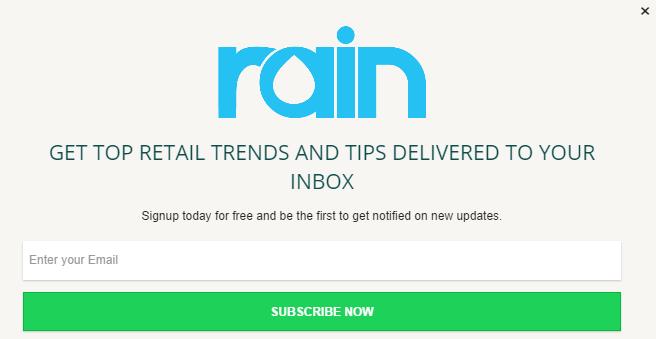 rain
GET TOP RETAIL TRENDS AND TIPS DELIVERED TO YOUR
INBOX
Signup today for free and be the first to get notified on new updates.
Enter your Email
SUBSCRIBE NOW